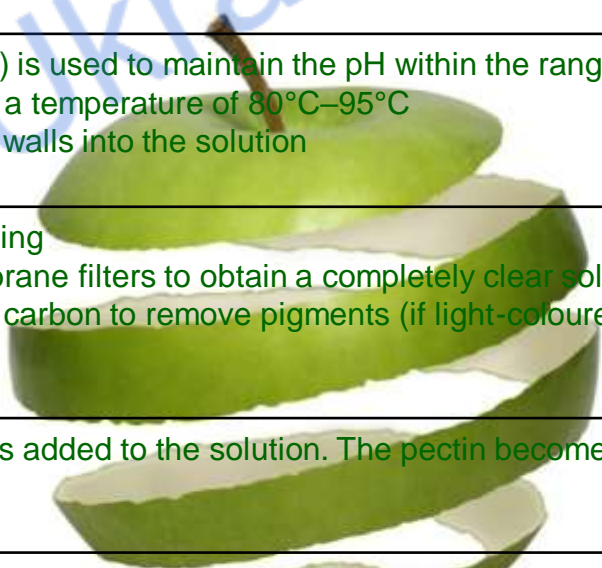 ) is used to maintain the pH within the rang
a temperature of 80°C–95°C
walls into the solution
ing
rane filters to obtain a completely clear sol
carbon to remove pigments (if light-coloure
s added to the solution. The pectin become